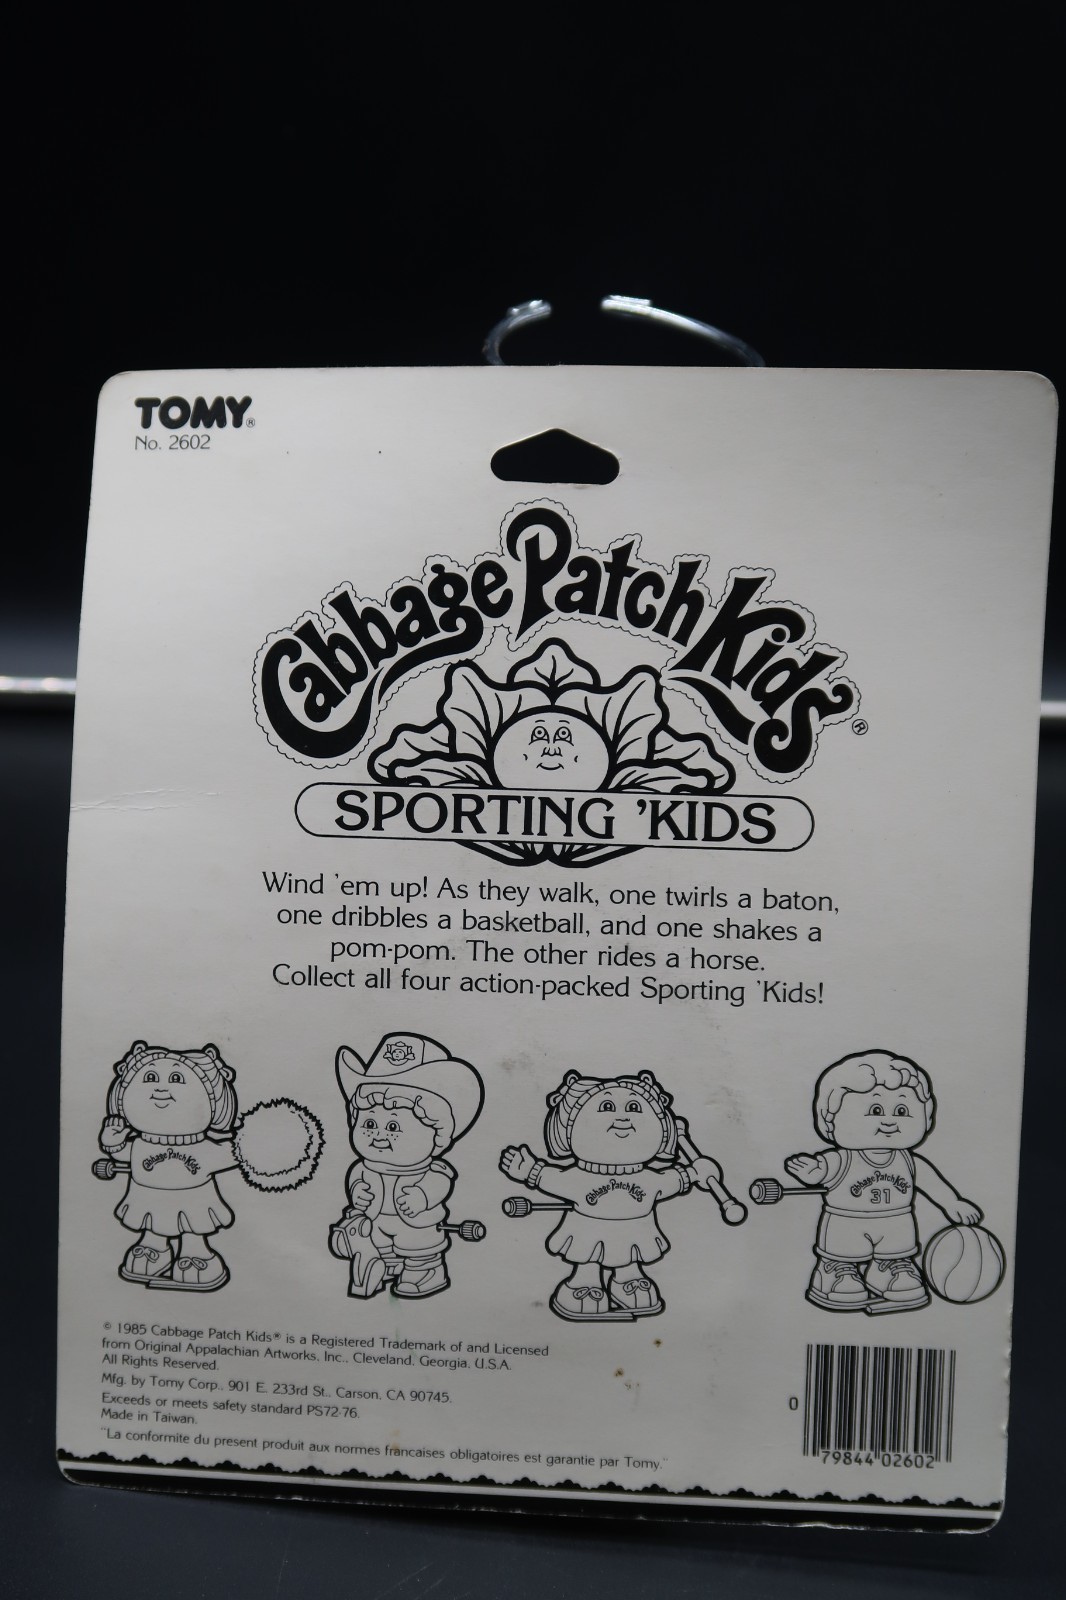 TOMY®
No. 2602
Cabbage Patch Kids®
SPORTING 'KIDS
Wind 'em up! As they walk, one twirls a baton,
one dribbles a basketball, and one shakes a
pom-pom. The other rides a horse.
Collect all four action-packed Sporting 'Kids!
Cabbage Patch Kids
Cabbage Patch Kids
Cabbage Patch Kids
31
© 1985 Cabbage Patch Kids® is a Registered Trademark of and Licensed
from Original Appalachian Artworks, Inc., Cleveland, Georgia, U.S.A.
All Rights Reserved.
Mfg. by Tomy Corp., 901 E. 233rd St., Carson, CA 90745.
Exceeds or meets safety standard PS72-76.
Made in Taiwan.
"La conformite du present produit aux normes francaises obligatoires est garantie par Tomy."
0 79844 02602